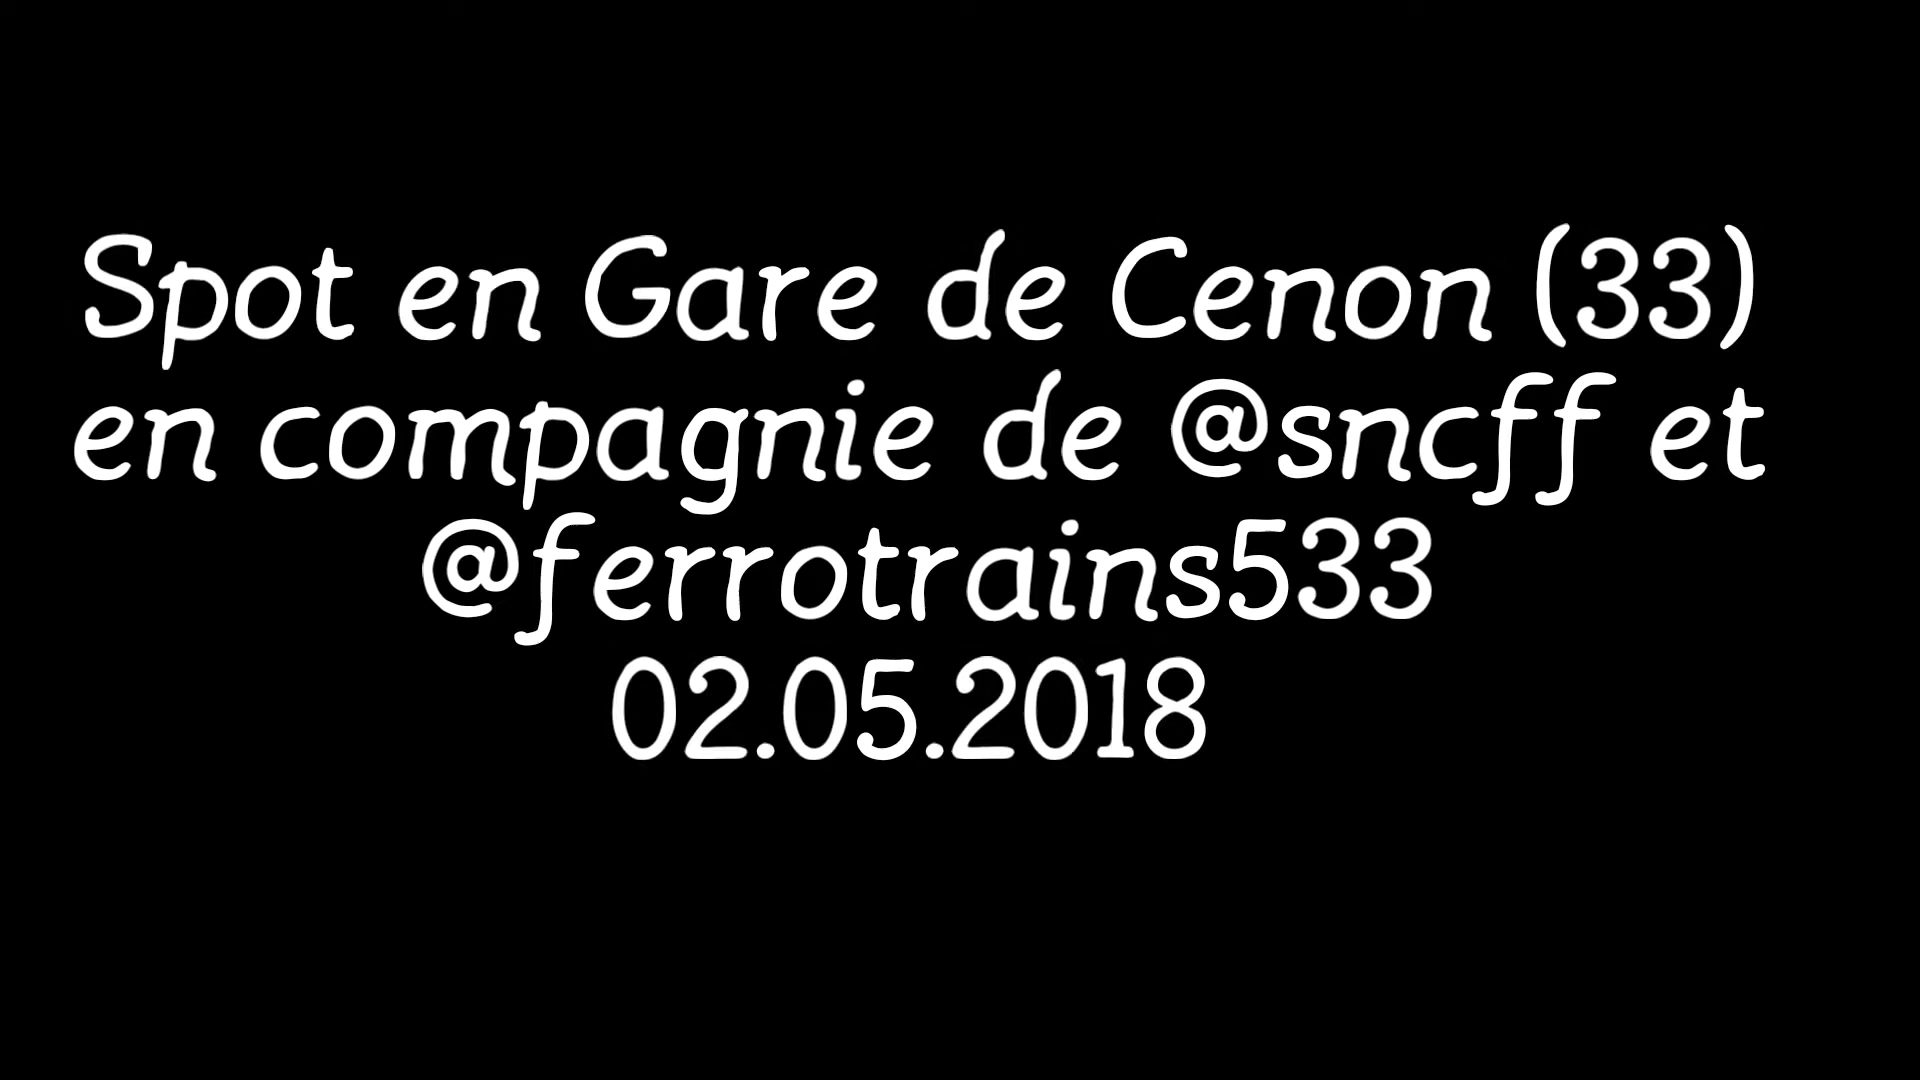 Spot en Gare de Cenon (33)
en compagnie de @sncff et
@ferrotrains533
02.05.2018